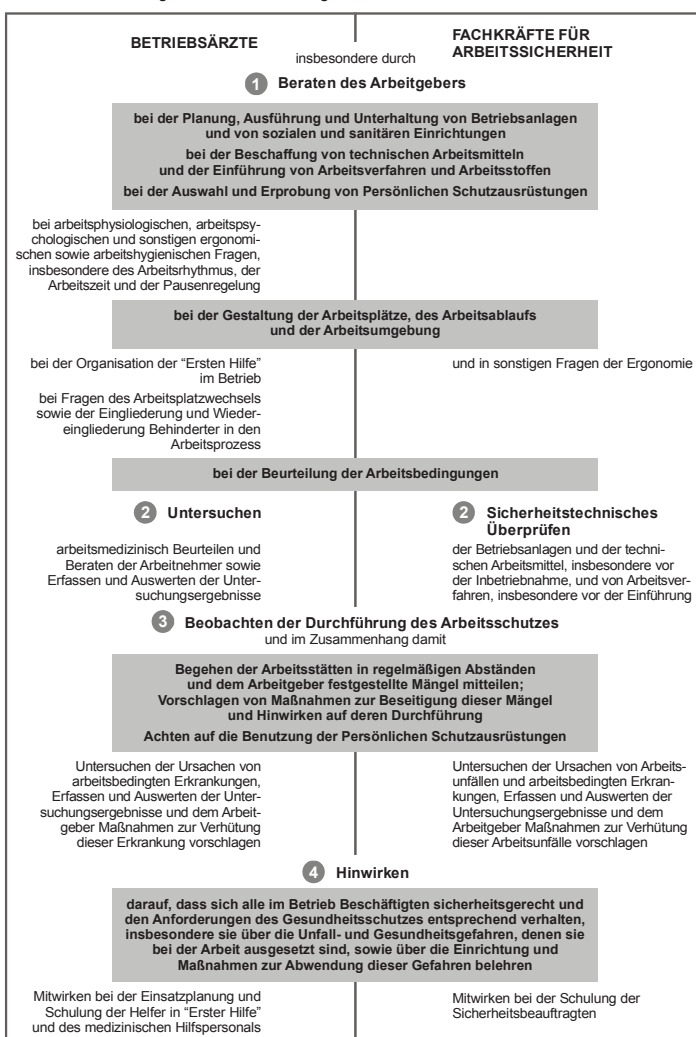 BETRIEBSÄRZTE
FACHKRÄFTE FÜR
ARBEITSSICHERHEIT
insbesondere durch
1 Beraten des Arbeitgebers
bei der Planung, Ausführung und Unterhaltung von Betriebsanlagen
und von sozialen und sanitären Einrichtungen
bei der Beschaffung von technischen Arbeitsmitteln
und der Einführung von Arbeitsverfahren und Arbeitsstoffen
bei der Auswahl und Erprobung von Persönlichen Schutzausrüstungen
bei arbeitsphysiologischen, arbeitspsy-
chologischen und sonstigen ergonomi-
schen sowie arbeitshygienischen Fragen,
insbesondere des Arbeitsrhythmus, der
Arbeitszeit und der Pausenregelung
bei der Gestaltung der Arbeitsplätze, des Arbeitsablaufs
und der Arbeitsumgebung
bei der Organisation der "Ersten Hilfe"
im Betrieb
bei Fragen des Arbeitsplatzwechsels
sowie der Eingliederung und Wieder-
eingliederung Behinderter in den
Arbeitsprozess
und in sonstigen Fragen der Ergonomie
bei der Beurteilung der Arbeitsbedingungen
2 Untersuchen
arbeitsmedizinisch Beurteilen und
Beraten der Arbeitnehmer sowie
Erfassen und Auswerten der Unter-
suchungsergebnisse
2 Sicherheitstechnisches
Überprüfen
der Betriebsanlagen und der techni-
schen Arbeitsmittel, insbesondere vor
der Inbetriebnahme, und von Arbeitsver-
fahren, insbesondere vor der Einführung
3 Beobachten der Durchführung des Arbeitsschutzes
und im Zusammenhang damit
Begehen der Arbeitsstätten in regelmäßigen Abständen
und dem Arbeitgeber festgestellte Mängel mitteilen;
Vorschlagen von Maßnahmen zur Beseitigung dieser Mängel
und Hinwirken auf deren Durchführung
Achten auf die Benutzung der Persönlichen Schutzausrüstungen
Untersuchen der Ursachen von
arbeitsbedingten Erkrankungen,
Erfassen und Auswerten der Unter-
suchungsergebnisse und dem Arbeit-
geber Maßnahmen zur Verhütung
dieser Erkrankung vorschlagen
Untersuchen der Ursachen von Arbeits-
unfällen und arbeitsbedingten Erkran-
kungen, Erfassen und Auswerten der
Untersuchungsergebnisse und dem
Arbeitgeber Maßnahmen zur Verhütung
dieser Arbeitsunfälle vorschlagen
4 Hinwirken
darauf, dass sich alle im Betrieb Beschäftigten sicherheitsgerecht und
den Anforderungen des Gesundheitsschutzes entsprechend verhalten,
insbesondere sie über die Unfall- und Gesundheitsgefahren, denen sie
bei der Arbeit ausgesetzt sind, sowie über die Einrichtung und
Maßnahmen zur Abwendung dieser Gefahren belehren
Mitwirken bei der Einsatzplanung und
Schulung der Helfer in "Erster Hilfe"
und des medizinischen Hilfspersonals
Mitwirken bei der Schulung der
Sicherheitsbeauftragten